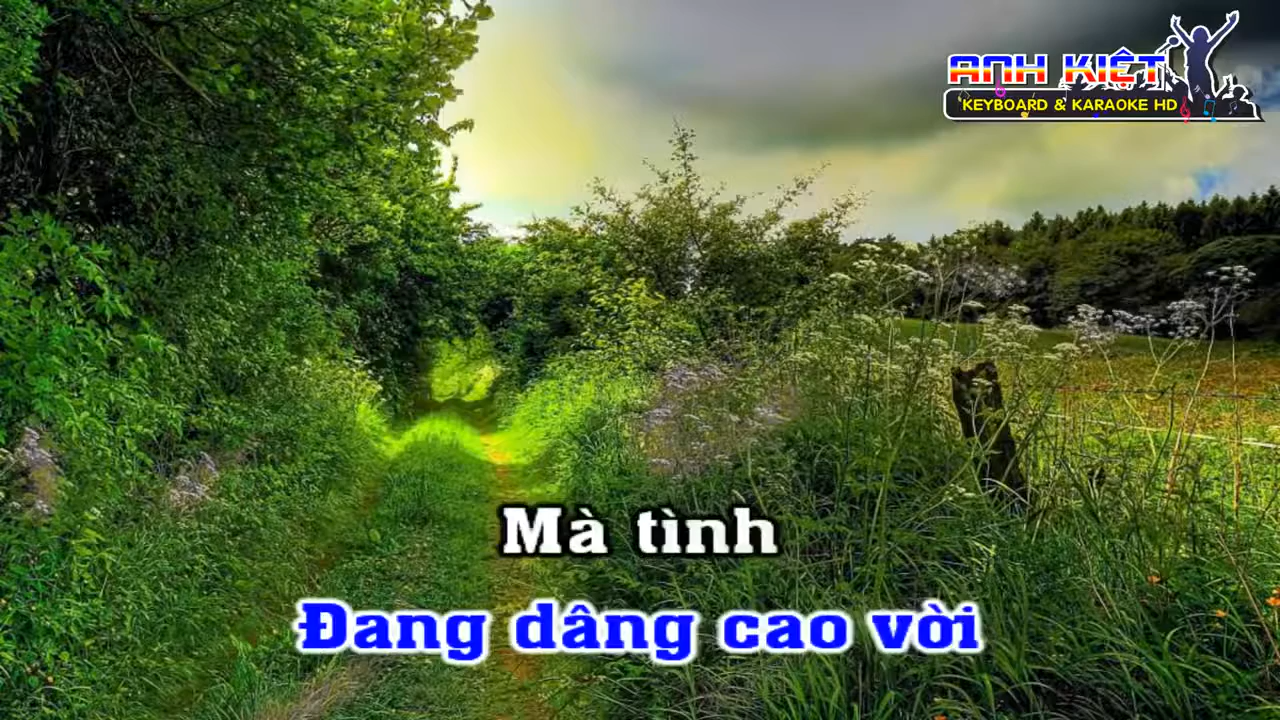 ANH KIỆT
KEYBOARD & KARAOKE HD
Mà tình
Đang dâng cao vời